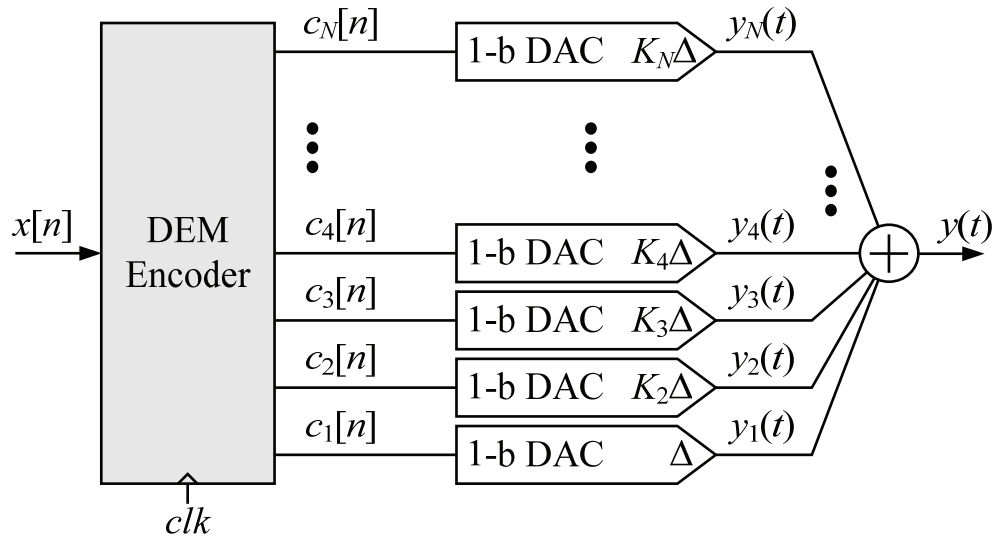 c_N[n] 1-b DAC K_NΔ y_N(t)
x[n] DEM Encoder c_4[n] 1-b DAC K_4Δ y_4(t) y(t)
c_3[n] 1-b DAC K_3Δ y_3(t)
c_2[n] 1-b DAC K_2Δ y_2(t)
c_1[n] 1-b DAC Δ y_1(t)
clk